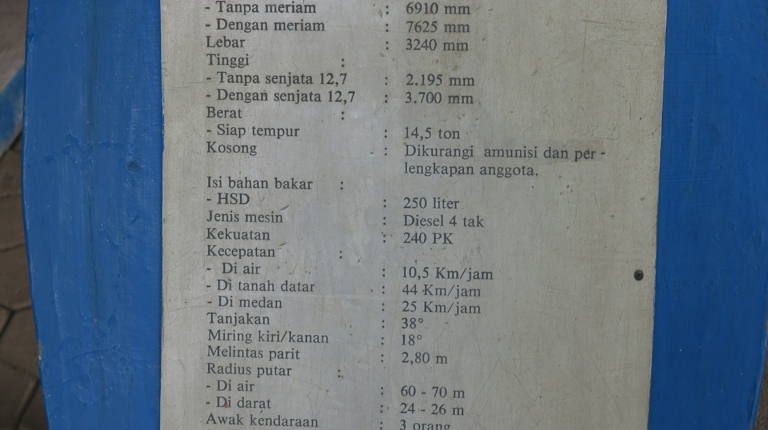 - Tanpa meriam : 6910 mm
- Dengan meriam : 7625 mm
Lebar : 3240 mm
Tinggi :
- Tanpa senjata 12,7 : 2.195 mm
- Dengan senjata 12,7 : 3.700 mm
Berat :
- Siap tempur : 14,5 ton
Kosong : Dikurangi amunisi dan per -
lengkapan anggota.
Isi bahan bakar :
- HSD : 250 liter
Jenis mesin : Diesel 4 tak
Kekuatan : 240 PK
Kecepatan :
- Di air : 10,5 Km/jam
- Di tanah datar : 44 Km/jam
- Di medan : 25 Km/jam
Tanjakan : 38°
Miring kiri/kanan : 18°
Melintas parit : 2,80 m
Radius putar :
- Di air : 60 - 70 m
- Di darat : 24 - 26 m
Awak kendaraan : 3 orang